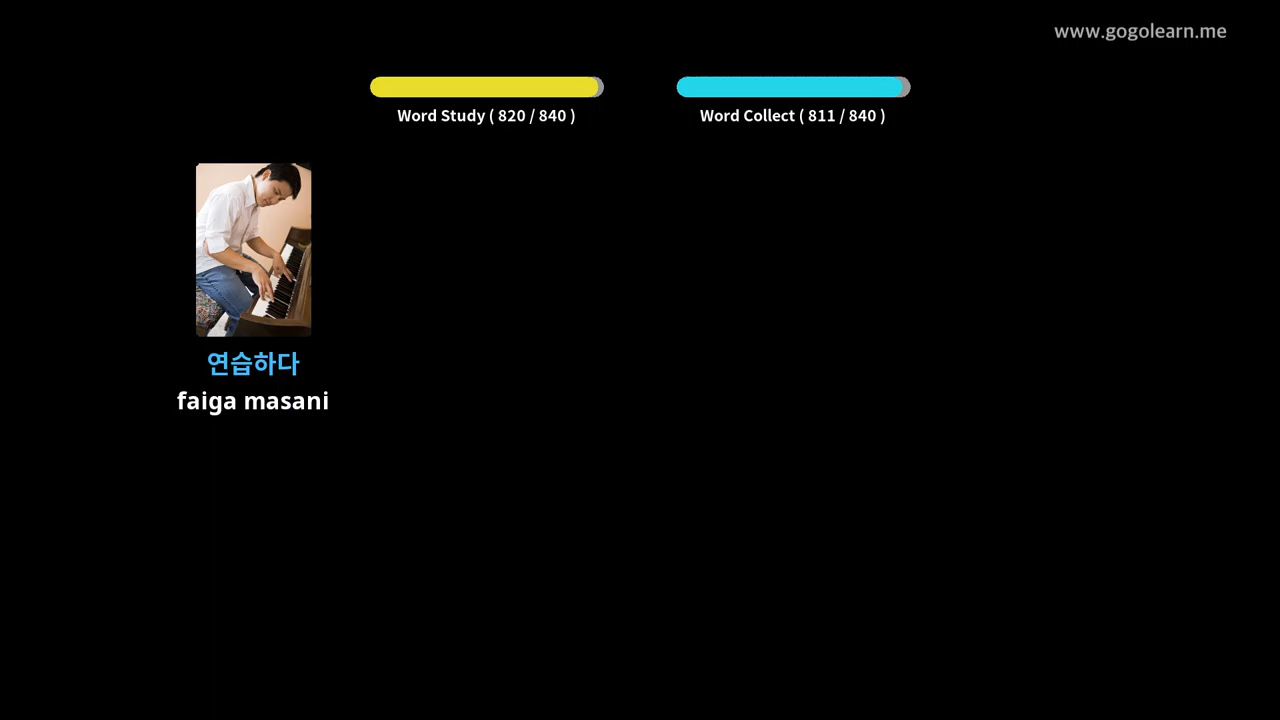 www.gogolearn.me
Word Study ( 820 / 840 )
Word Collect ( 811 / 840 )
연습하다
faiga masani